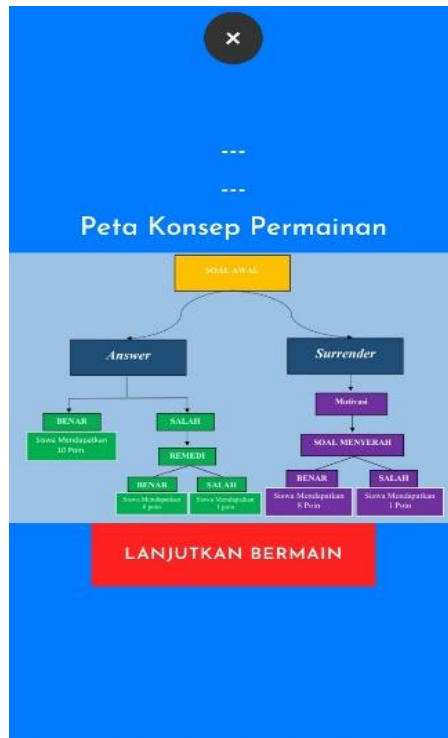 ×
---
---
Peta Konsep Permainan
SOAL AWAL
Answer
Surrender
Motivasi
BENAR
SALAH
Siswa Mendapatkan
10 Poin
SOAL MENYERAH
REMEDI
BENAR
SALAH
BENAR
SALAH
Siswa Mendapatkan
poin
Siswa Mendapatkan
1 poin
Siswa Mendapatkan
8 Poin
Siswa Mendapatkan
1 Poin
LANJUTKAN BERMAIN